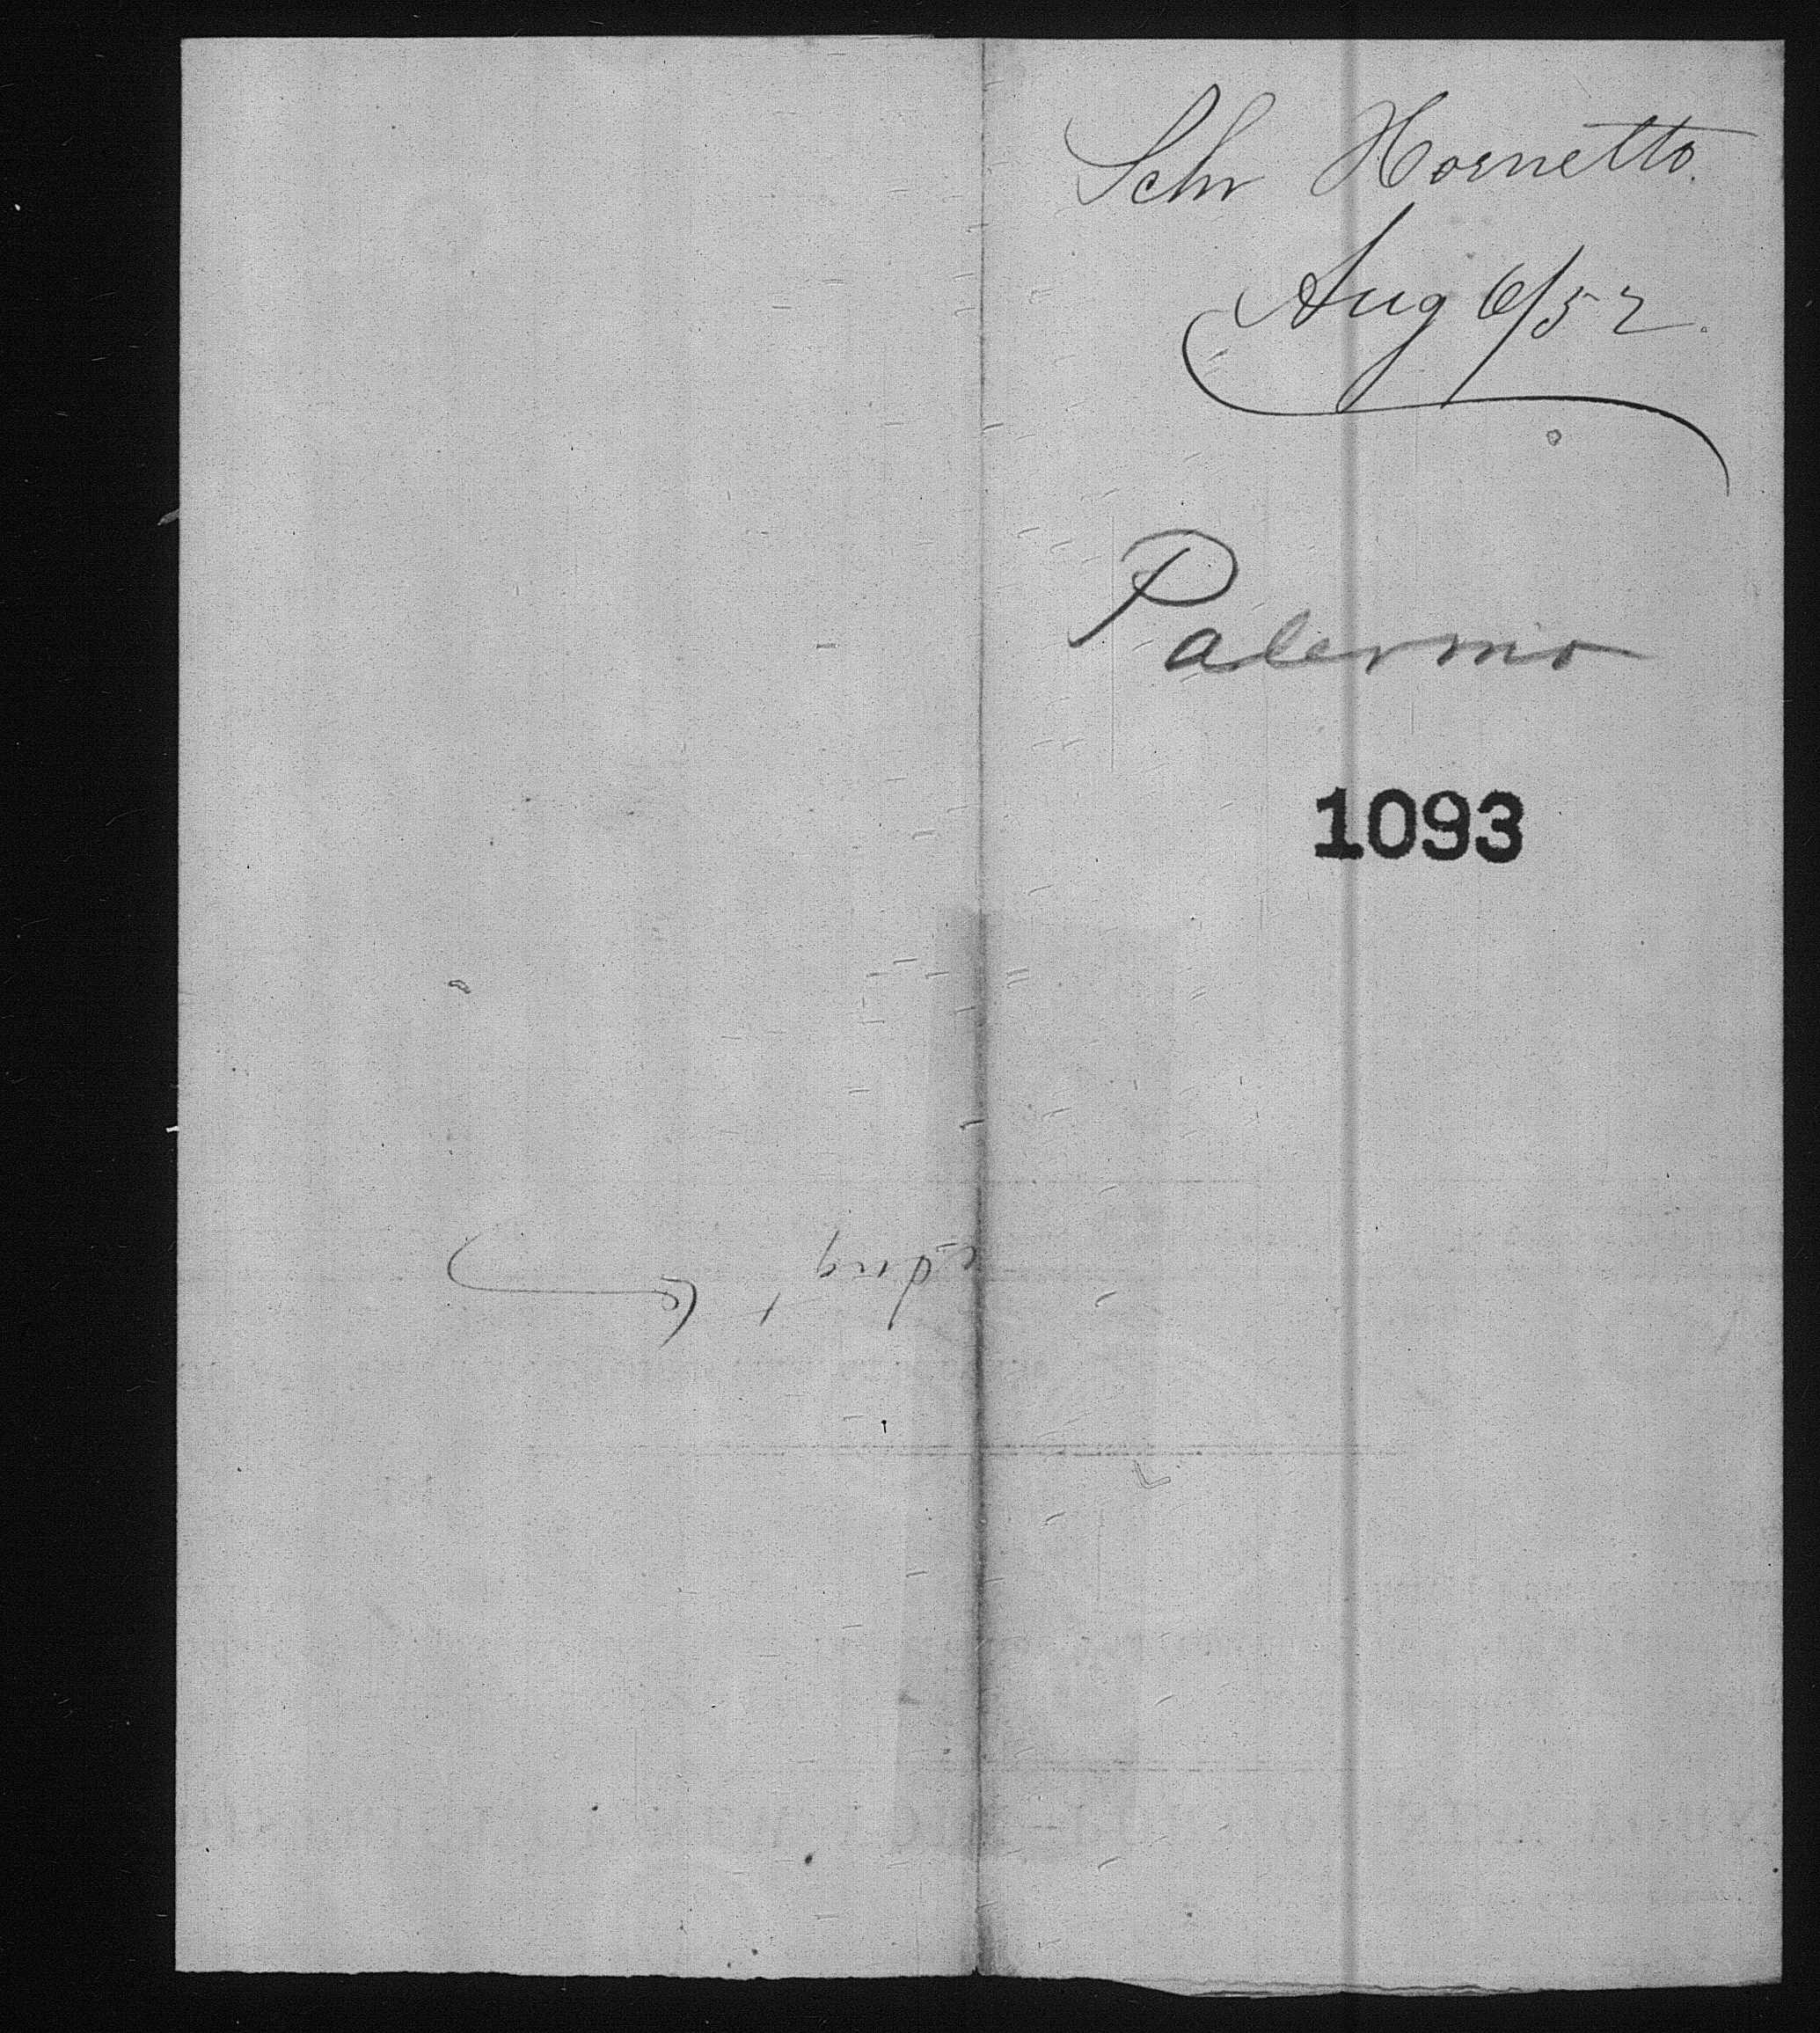 Schr Hornetto.
Aug 6/52.
Palermo
1093